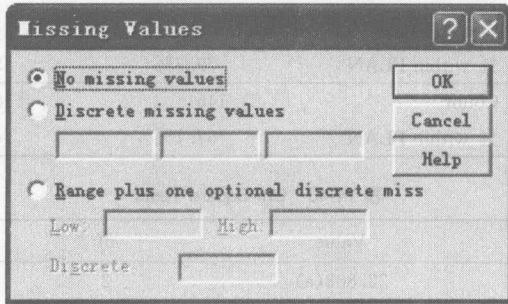 Missing Values
No missing values
OK
Discrete missing values
Cancel
Help
Range plus one optional discrete miss
Low: High
Discrete